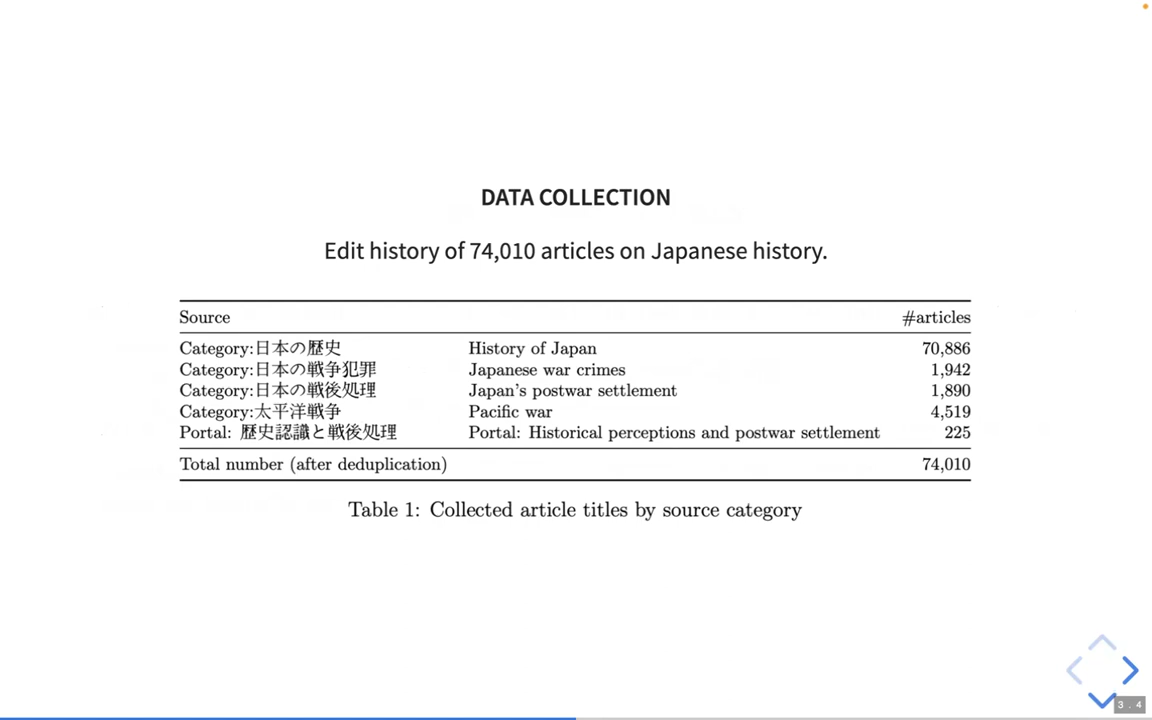 DATA COLLECTION
Edit history of 74,010 articles on Japanese history.
Source #articles
Category:日本の歴史 History of Japan 70,886
Category:日本の戦争犯罪 Japanese war crimes 1,942
Category:日本の戦後処理 Japan's postwar settlement 1,890
Category:太平洋戦争 Pacific war 4,519
Portal: 歴史認識と戦後処理 Portal: Historical perceptions and postwar settlement 225
Total number (after deduplication) 74,010
Table 1: Collected article titles by source category
3 . 4